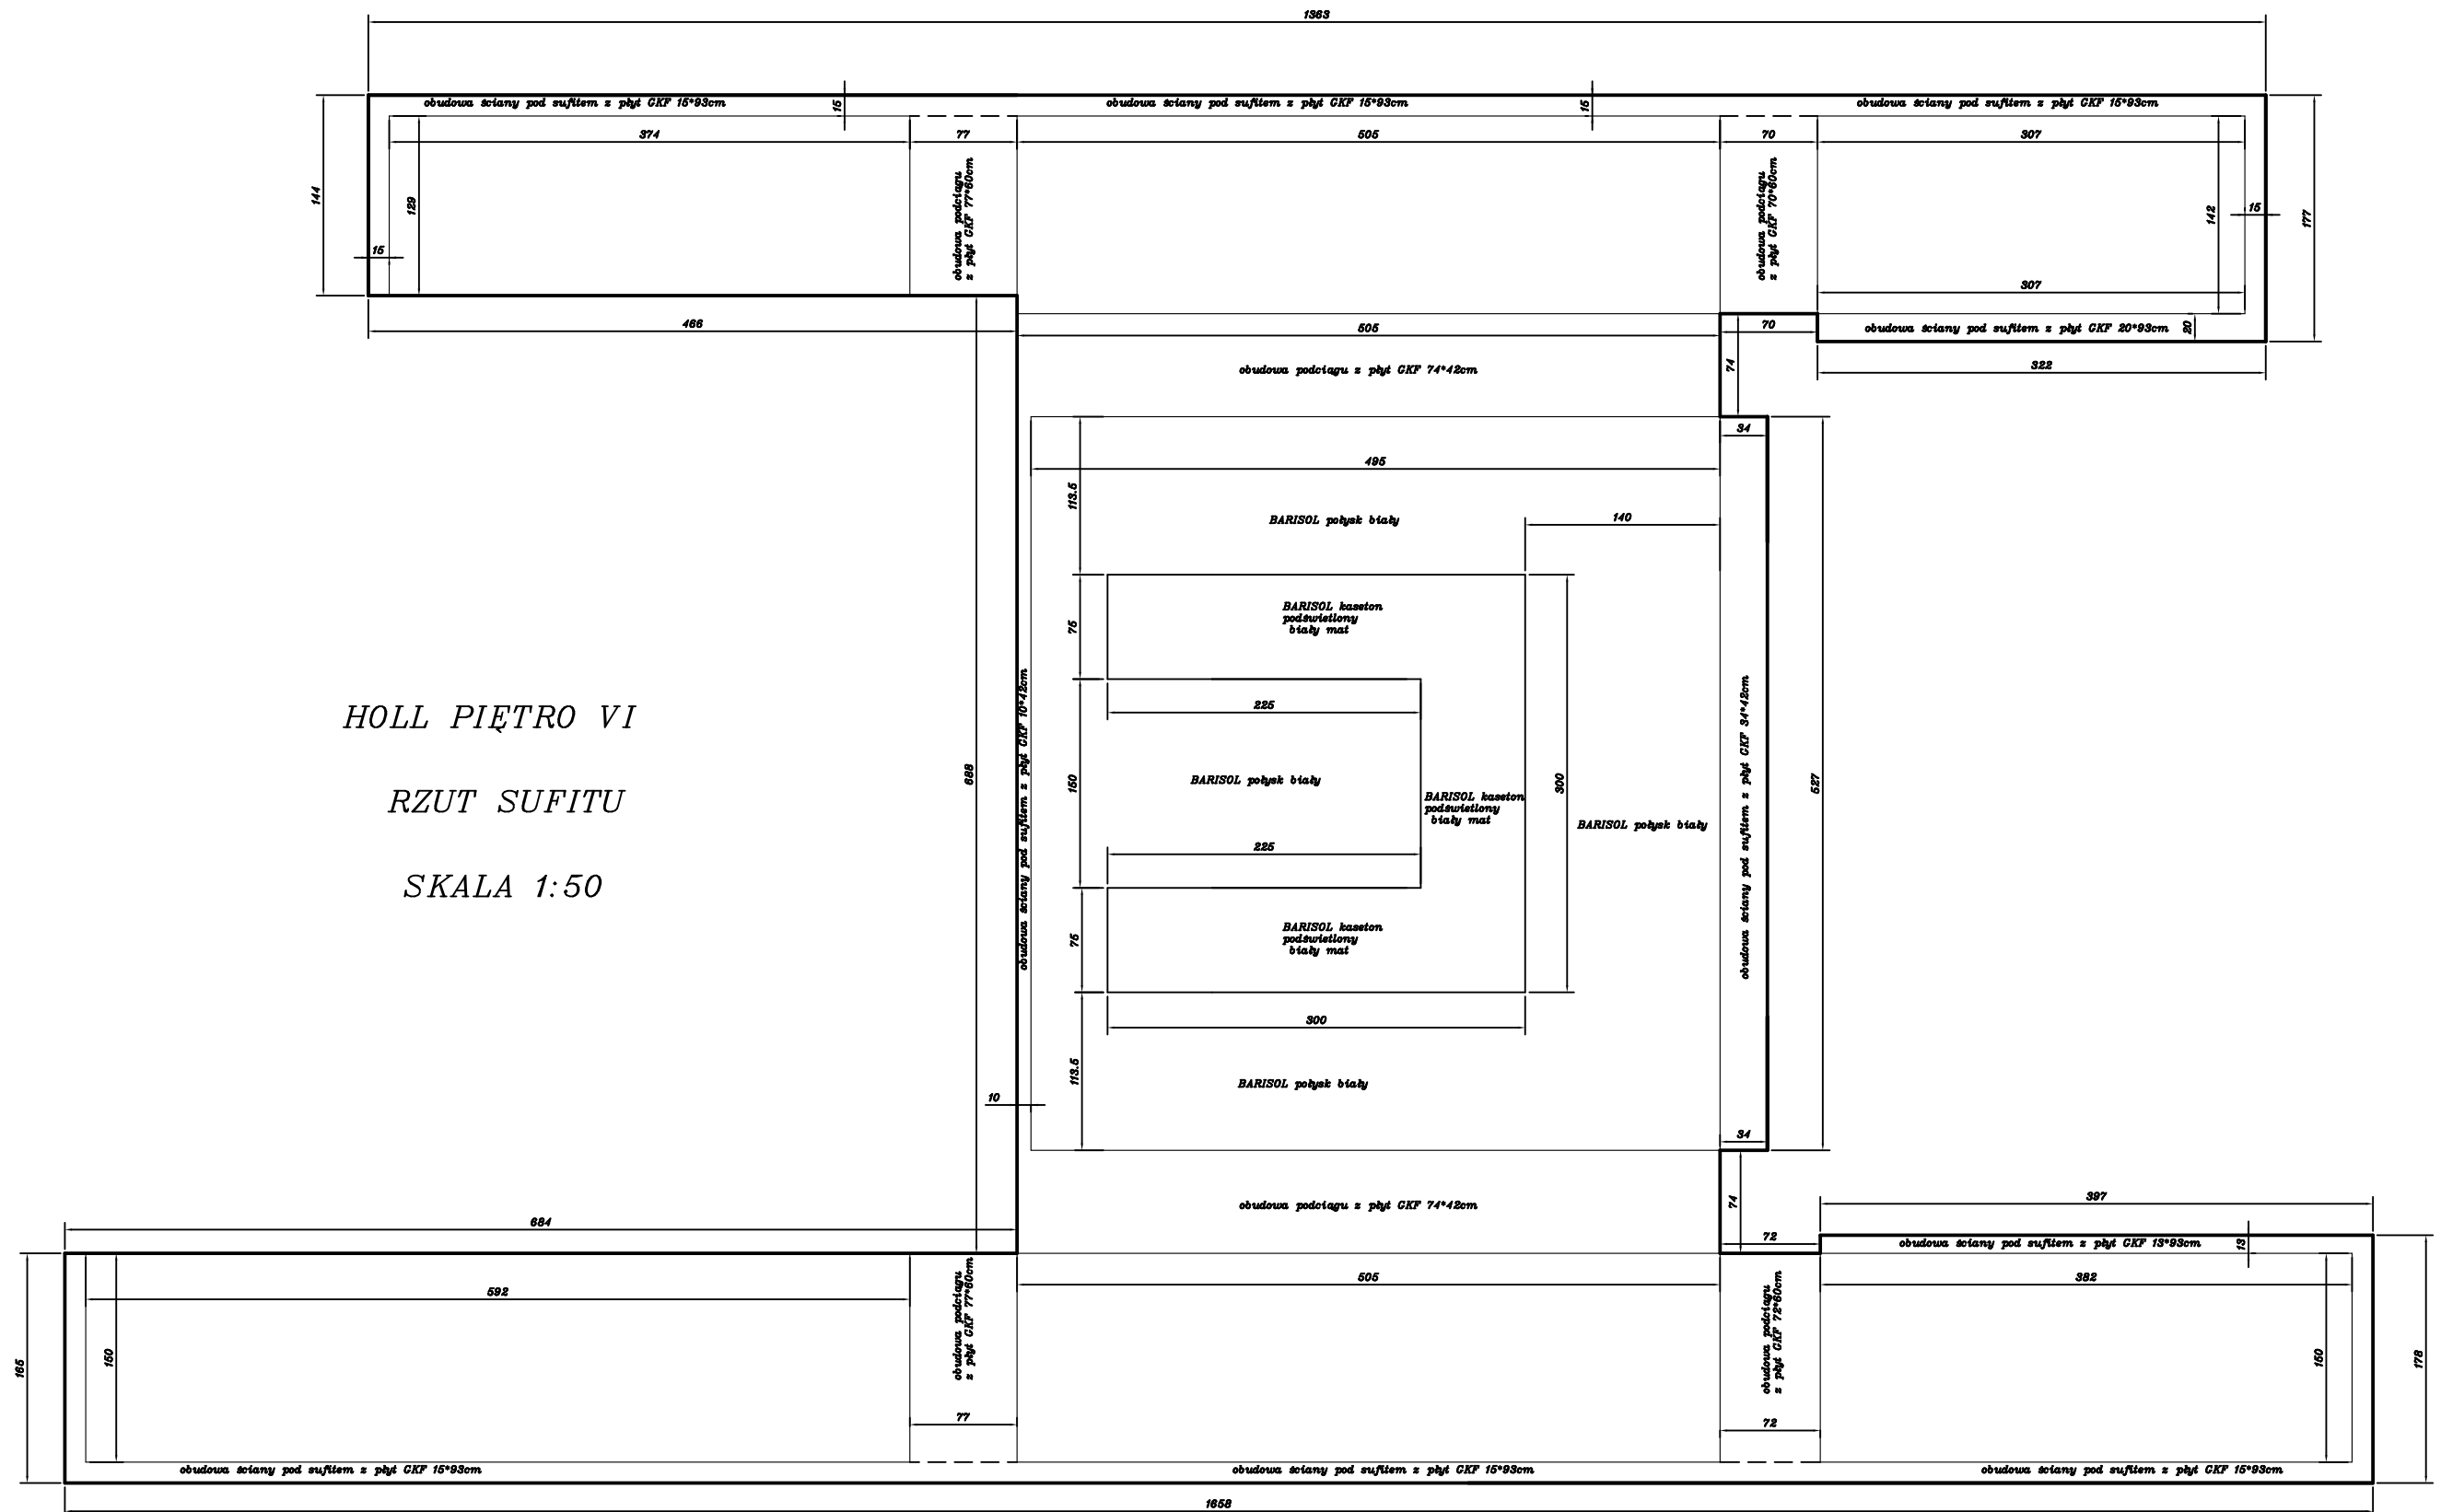 1363
obudowa ściany pod sufitem z płyt GKF 15*93cm
15
obudowa ściany pod sufitem z płyt GKF 15*93cm
15
obudowa ściany pod sufitem z płyt GKF 15*93cm
374
77
505
70
307
144
129
15
obudowa podciągu
z płyt GKF 77*60cm
obudowa podciągu
z płyt GKF 70*60cm
142
15
177
307
466
505
70
obudowa ściany pod sufitem z płyt GKF 20*93cm
20
322
obudowa podciągu z płyt GKF 74*42cm
74
34
495
113.5
BARISOL połysk biały
140
75
BARISOL kaseton
podświetlony
biały mat
225
HOLL PIĘTRO VI
RZUT SUFITU
SKALA 1:50
688
obudowa ściany pod sufitem z płyt GKF 10*42cm
150
BARISOL połysk biały
BARISOL kaseton
podświetlony
biały mat
300
BARISOL połysk biały
obudowa ściany pod sufitem z płyt GKF 34*42cm
527
225
75
BARISOL kaseton
podświetlony
biały mat
300
113.5
BARISOL połysk biały
10
34
74
obudowa podciągu z płyt GKF 74*42cm
397
684
72
obudowa ściany pod sufitem z płyt GKF 13*93cm
13
592
505
382
165
150
obudowa podciągu
z płyt GKF 77*60cm
obudowa podciągu
z płyt GKF 72*60cm
150
178
77
72
obudowa ściany pod sufitem z płyt GKF 15*93cm
obudowa ściany pod sufitem z płyt GKF 15*93cm
obudowa ściany pod sufitem z płyt GKF 15*93cm
1658